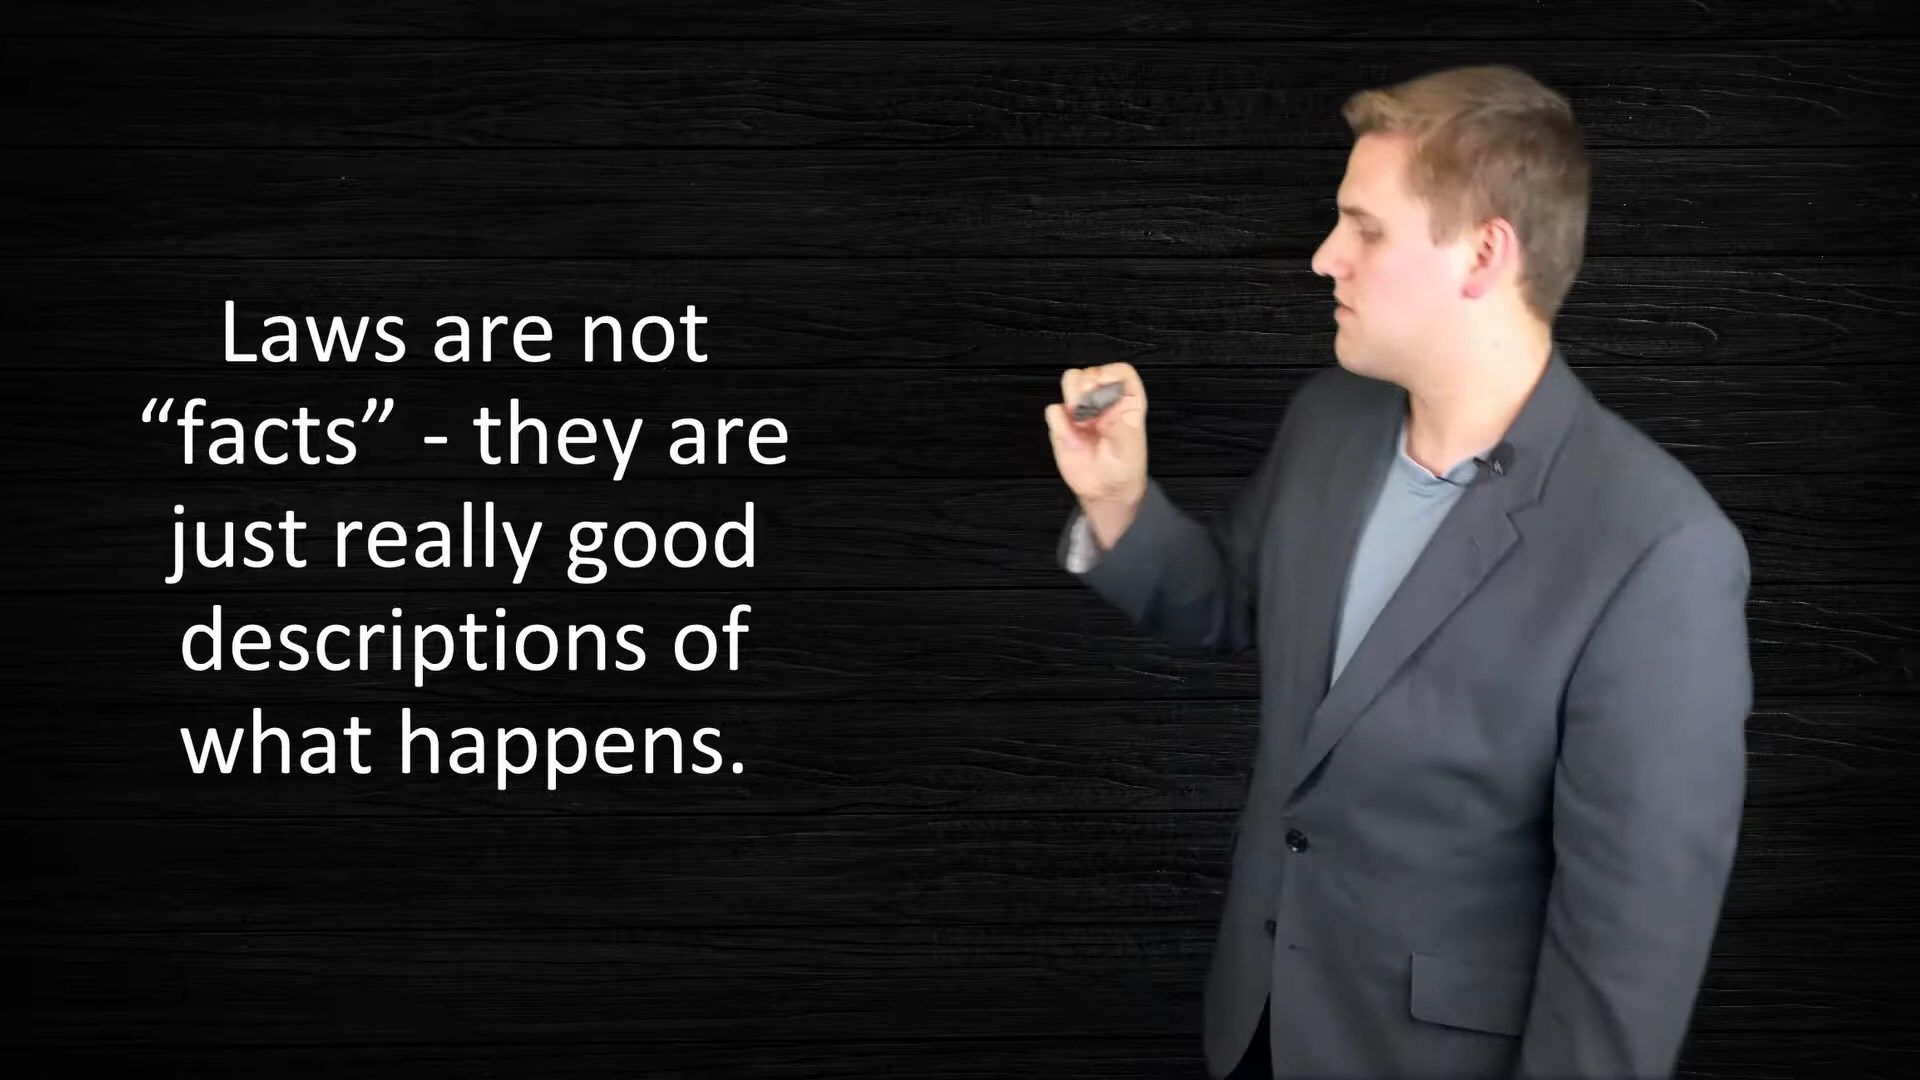 Laws are not
“facts” - they are
just really good
descriptions of
what happens.